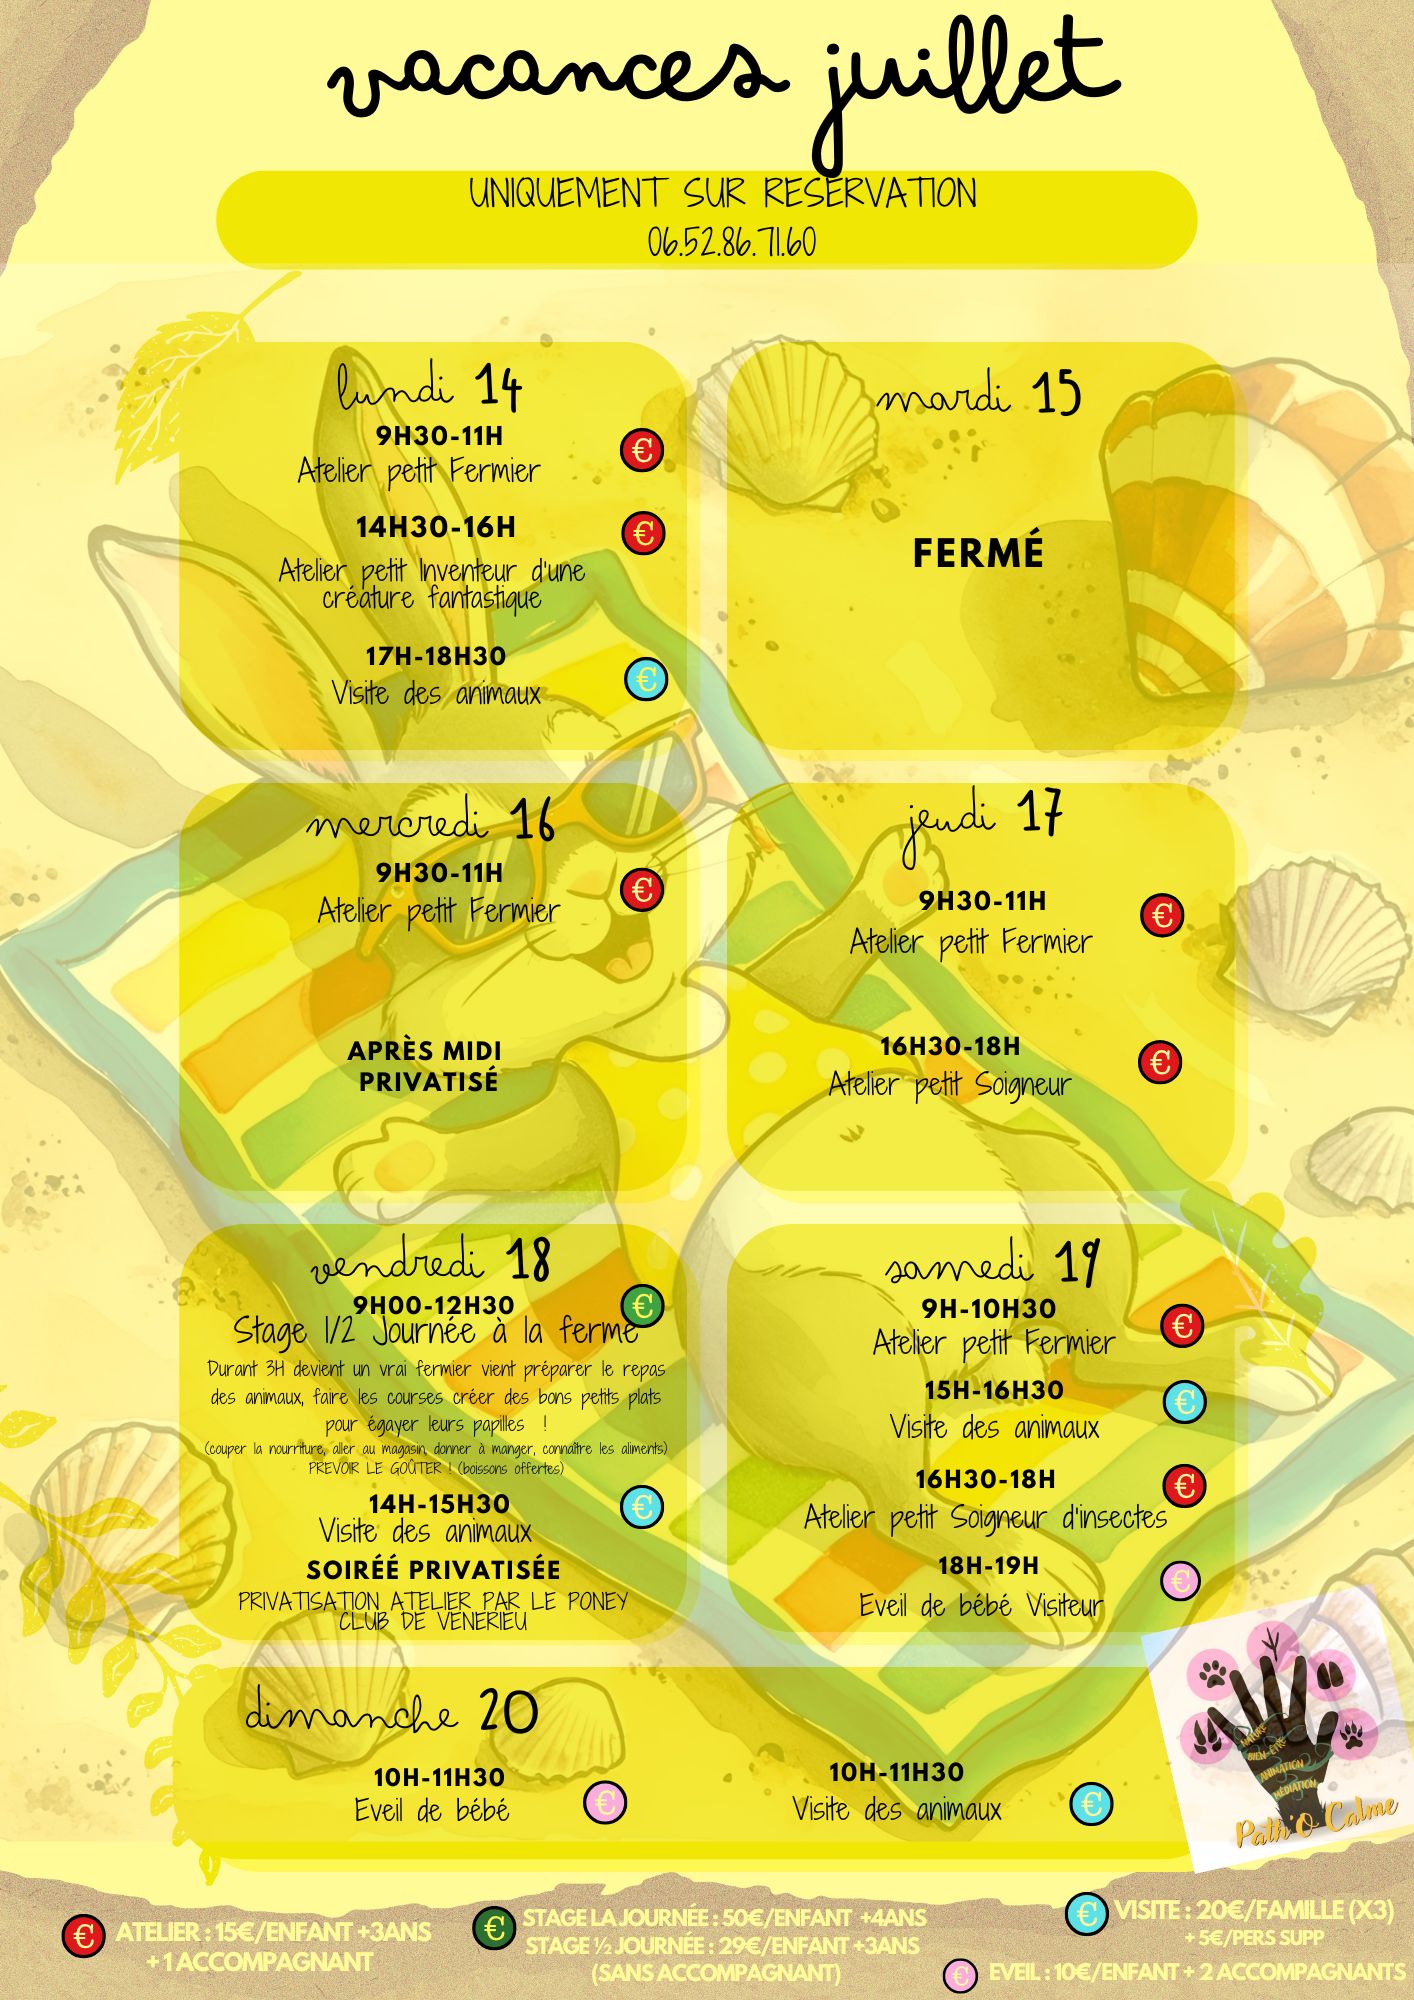 vacances juillet
UNIQUEMENT SUR RESERVATION
06.52.86.71.60
lundi 14
9H30-11H
Atelier petit Fermier
€
14H30-16H
€
Atelier petit Inventeur d'une
créature fantastique
17H-18H30
Visite des animaux
€
mardi 15
FERMÉ
mercredi 16
9H30-11H
Atelier petit Fermier
€
APRÈS MIDI
PRIVATISÉ
jeudi 17
9H30-11H
Atelier petit Fermier
€
16H30-18H
Atelier petit Soigneur
€
vendredi 18
9H00-12H30
€
Stage 1/2 Journée à la ferme
Durant 3H devient un vrai fermier vient préparer le repas
des animaux, faire les courses créer des bons petits plats
pour égayer leurs papilles !
(couper la nourriture, aller au magasin, donner à manger, connaître les aliments)
PREVOIR LE GOÛTER ! (boissons offertes)
14H-15H30
Visite des animaux
€
SOIRÉÉ PRIVATISÉE
PRIVATISATION ATELIER PAR LE PONEY
CLUB DE VENERIEU
samedi 19
9H-10H30
Atelier petit Fermier
€
15H-16H30
Visite des animaux
€
16H30-18H
€
Atelier petit Soigneur d'insectes
18H-19H
Eveil de bébé Visiteur
€
dimanche 20
10H-11H30
Eveil de bébé
€
10H-11H30
Visite des animaux
€
NATURE
BIEN-ÊTRE
ANIMATION
MÉDIATION
Path'O Calme
€ ATELIER : 15€/ENFANT +3ANS
+ 1 ACCOMPAGNANT
€ STAGE LA JOURNÉE : 50€/ENFANT +4ANS
STAGE ½ JOURNÉE : 29€/ENFANT +3ANS
(SANS ACCOMPAGNANT)
€ VISITE : 20€/FAMILLE (X3)
+ 5€/PERS SUPP
€ EVEIL : 10€/ENFANT + 2 ACCOMPAGNANTS